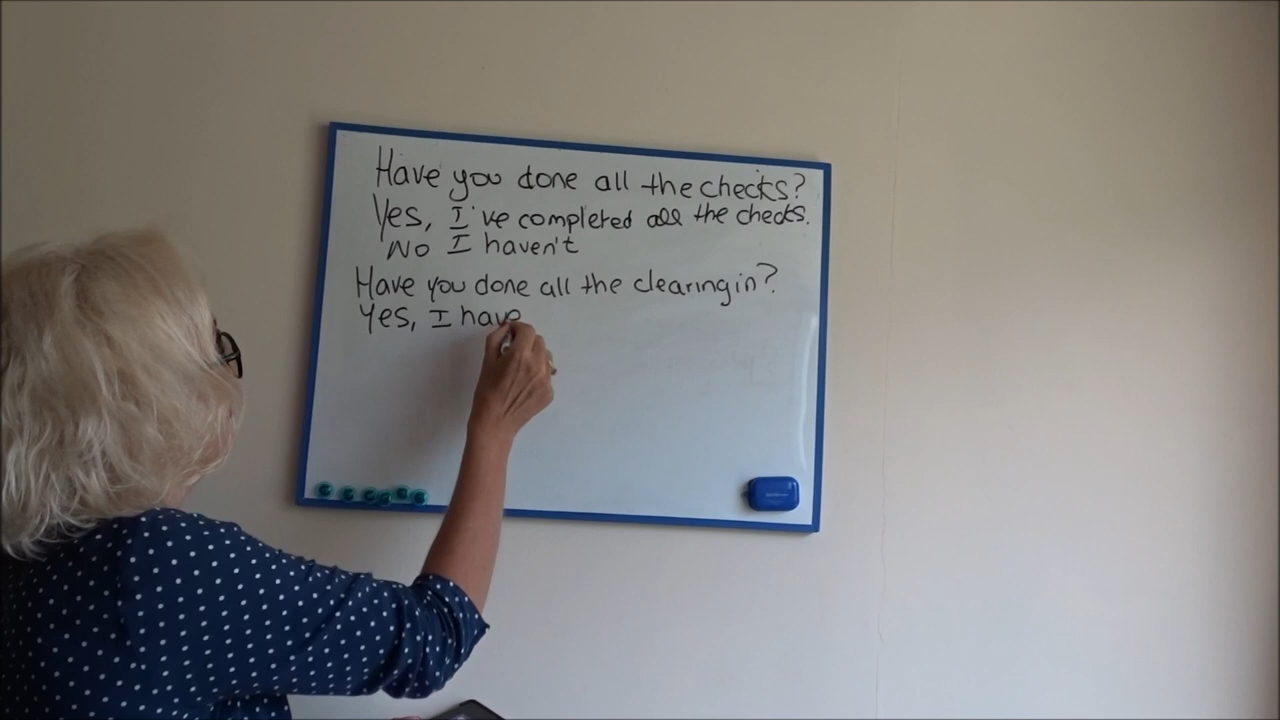 Have you done all the checks?
Yes, I've completed all the checks.
No I haven't
Have you done all the clearing in?
Yes, I have